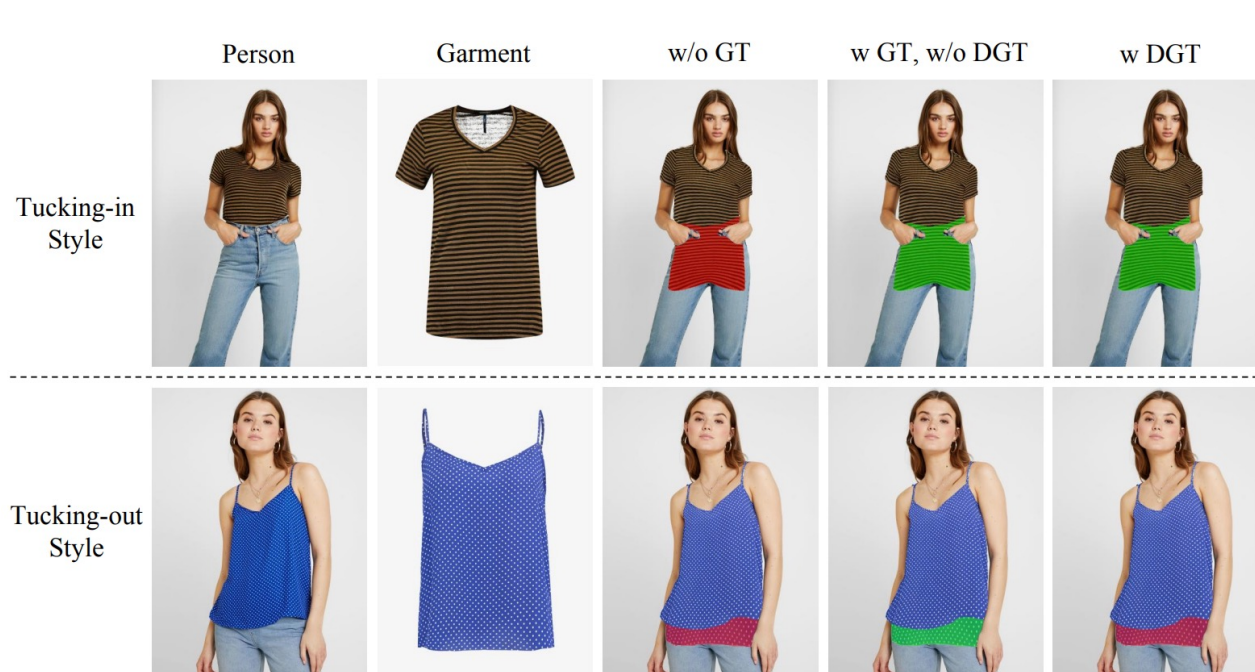 Person Garment w/o GT w GT, w/o DGT w DGT
Tucking-in
Style
Tucking-out
Style